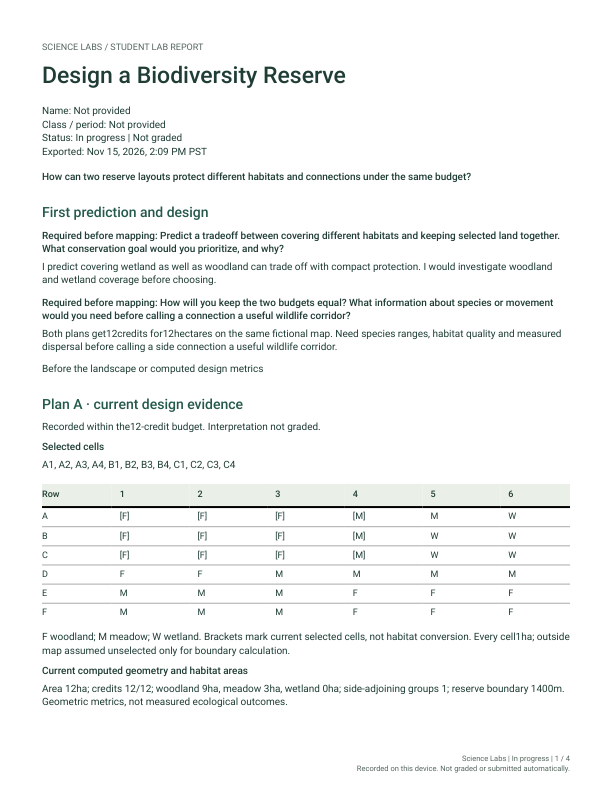 SCIENCE LABS / STUDENT LAB REPORT
Design a Biodiversity Reserve
Name: Not provided
Class / period: Not provided
Status: In progress | Not graded
Exported: Nov 15, 2026, 2:09 PM PST
How can two reserve layouts protect different habitats and connections under the same budget?
First prediction and design
Required before mapping: Predict a tradeoff between covering different habitats and keeping selected land together.
What conservation goal would you prioritize, and why?
I predict covering wetland as well as woodland can trade off with compact protection. I would investigate woodland
and wetland coverage before choosing.
Required before mapping: How will you keep the two budgets equal? What information about species or movement
would you need before calling a connection a useful wildlife corridor?
Both plans get12credits for12hectares on the same fictional map. Need species ranges, habitat quality and measured
dispersal before calling a side connection a useful wildlife corridor.
Before the landscape or computed design metrics
Plan A · current design evidence
Recorded within the12-credit budget. Interpretation not graded.
Selected cells
A1, A2, A3, A4, B1, B2, B3, B4, C1, C2, C3, C4
Row 1 2 3 4 5 6
A [F] [F] [F] [M] M W
B [F] [F] [F] [M] W W
C [F] [F] [F] [M] W W
D F F M M M M
E M M M F F F
F M M M F F F
F woodland; M meadow; W wetland. Brackets mark current selected cells, not habitat conversion. Every cell1ha; outside
map assumed unselected only for boundary calculation.
Current computed geometry and habitat areas
Area 12ha; credits 12/12; woodland 9ha, meadow 3ha, wetland 0ha; side-adjoining groups 1; reserve boundary 1400m.
Geometric metrics, not measured ecological outcomes.
Science Labs | In progress | 1 / 4
Recorded on this device. Not graded or submitted automatically.